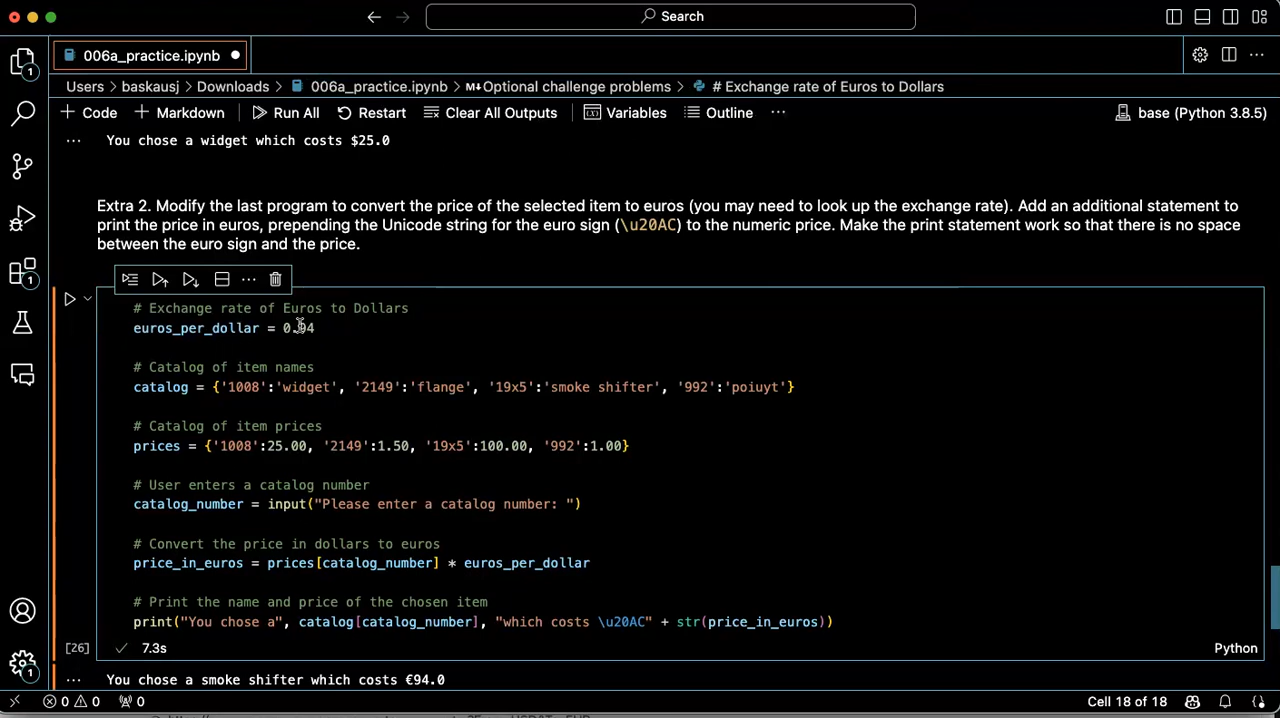 Search
006a_practice.ipynb
Users > baskausj > Downloads > 006a_practice.ipynb > M↓Optional challenge problems > # Exchange rate of Euros to Dollars
+ Code + Markdown Run All Restart Clear All Outputs Variables Outline ··· base (Python 3.8.5)
··· You chose a widget which costs $25.0
Extra 2. Modify the last program to convert the price of the selected item to euros (you may need to look up the exchange rate). Add an additional statement to
print the price in euros, prepending the Unicode string for the euro sign (\u20AC) to the numeric price. Make the print statement work so that there is no space
between the euro sign and the price.
# Exchange rate of Euros to Dollars
euros_per_dollar = 0.94
# Catalog of item names
catalog = {'1008':'widget', '2149':'flange', '19x5':'smoke shifter', '992':'poiuyt'}
# Catalog of item prices
prices = {'1008':25.00, '2149':1.50, '19x5':100.00, '992':1.00}
# User enters a catalog number
catalog_number = input("Please enter a catalog number: ")
# Convert the price in dollars to euros
price_in_euros = prices[catalog_number] * euros_per_dollar
# Print the name and price of the chosen item
print("You chose a", catalog[catalog_number], "which costs \u20AC" + str(price_in_euros))
[26] ✓ 7.3s Python
··· You chose a smoke shifter which costs €94.0
0 0 0 Cell 18 of 18
1
1
1